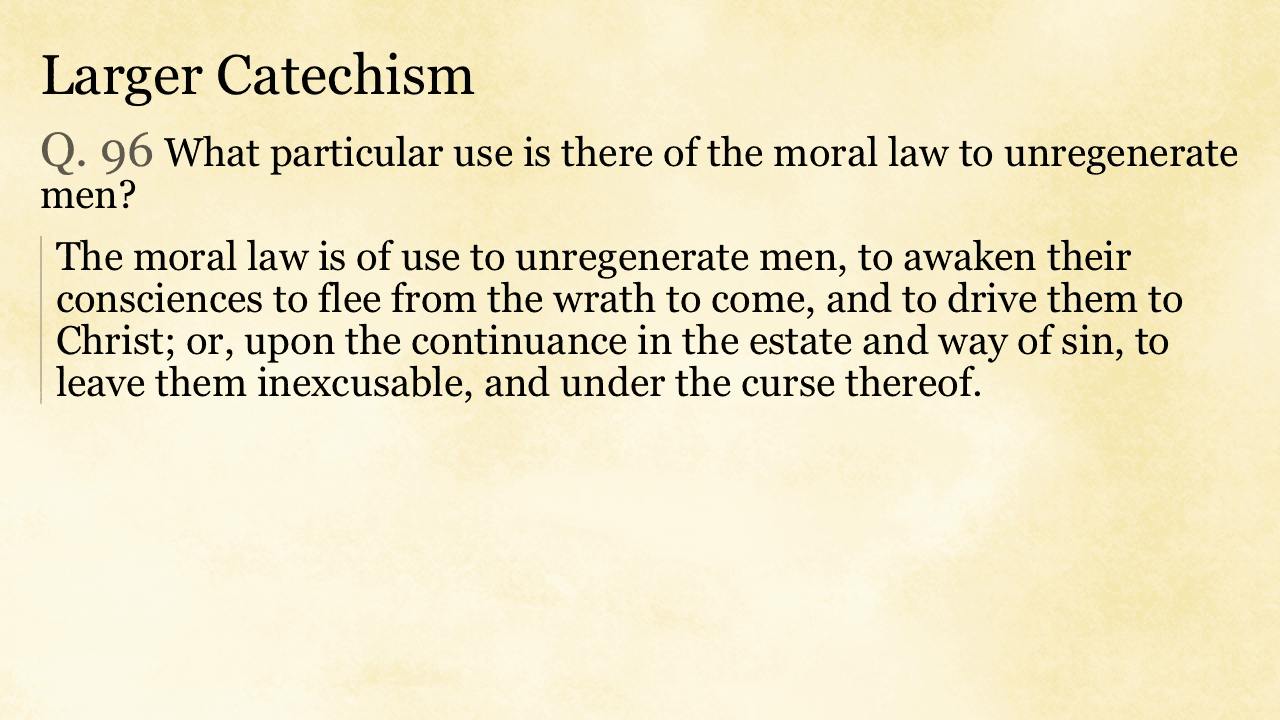 Larger Catechism
Q. 96 What particular use is there of the moral law to unregenerate
men?
The moral law is of use to unregenerate men, to awaken their
consciences to flee from the wrath to come, and to drive them to
Christ; or, upon the continuance in the estate and way of sin, to
leave them inexcusable, and under the curse thereof.